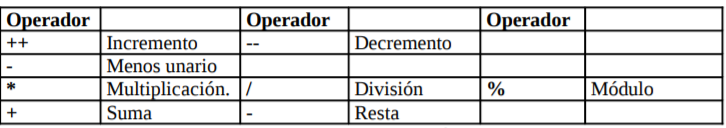 Operador Operador Operador
++ Incremento -- Decremento
- Menos unario
* Multiplicación. / División % Módulo
+ Suma - Resta